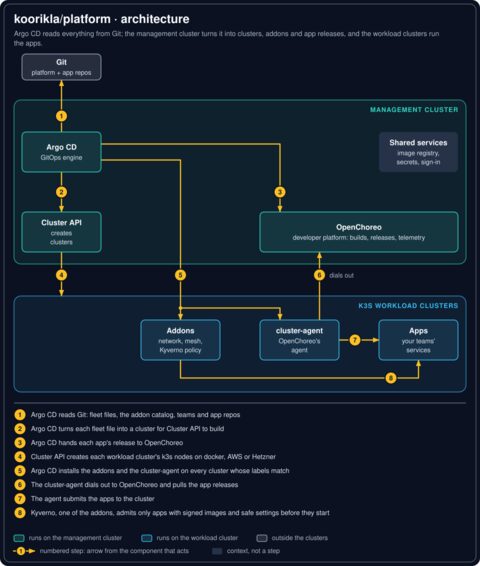 koorikla/platform · architecture
Argo CD reads everything from Git; the management cluster turns it into clusters, addons and app releases, and the workload clusters run
the apps.
Git
platform + app repos
1
MANAGEMENT CLUSTER
Argo CD
GitOps engine
Shared services
image registry,
secrets, sign-in
2
3
Cluster API
creates
clusters
OpenChoreo
developer platform: builds, releases, telemetry
4
5
6
dials out
K3S WORKLOAD CLUSTERS
Addons
network, mesh,
Kyverno policy
cluster-agent
OpenChoreo's
agent
7
Apps
your teams'
services
8
1 Argo CD reads Git: fleet files, the addon catalog, teams and app repos
2 Argo CD turns each fleet file into a cluster for Cluster API to build
3 Argo CD hands each app's release to OpenChoreo
4 Cluster API creates each workload cluster's k3s nodes on docker, AWS or Hetzner
5 Argo CD installs the addons and the cluster-agent on every cluster whose labels match
6 The cluster-agent dials out to OpenChoreo and pulls the app releases
7 The agent submits the apps to the cluster
8 Kyverno, one of the addons, admits only apps with signed images and safe settings before they start
runs on the management cluster
runs on the workload cluster
outside the clusters
1 numbered step: arrow from the component that acts
context, not a step